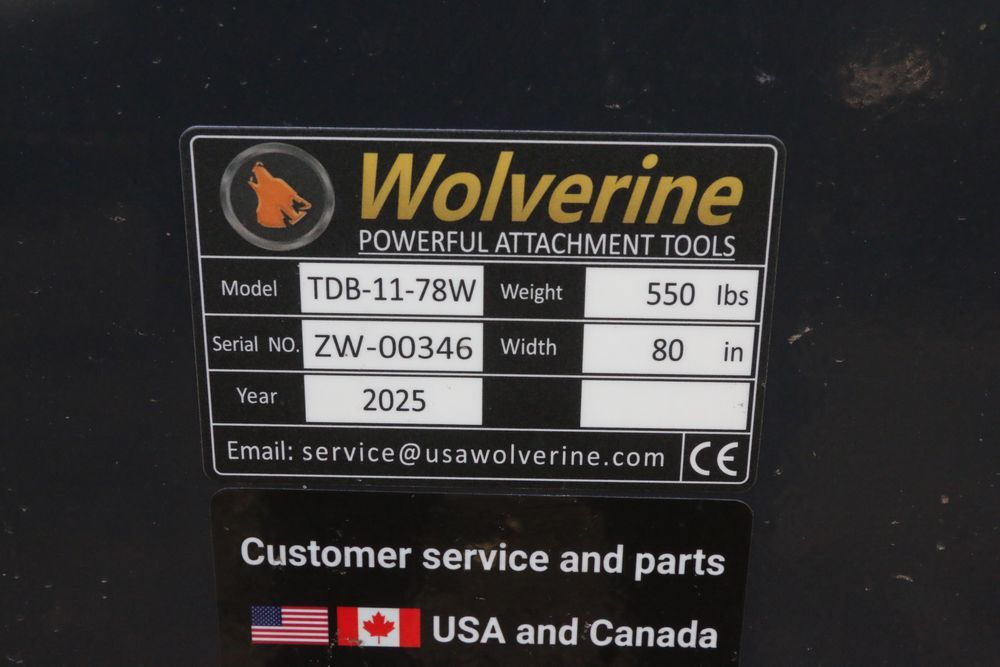 Wolverine
POWERFUL ATTACHMENT TOOLS
Model TDB-11-78W Weight 550 lbs
Serial NO. ZW-00346 Width 80 in
Year 2025
Email: service@usawolverine.com CE
Customer service and parts
USA and Canada